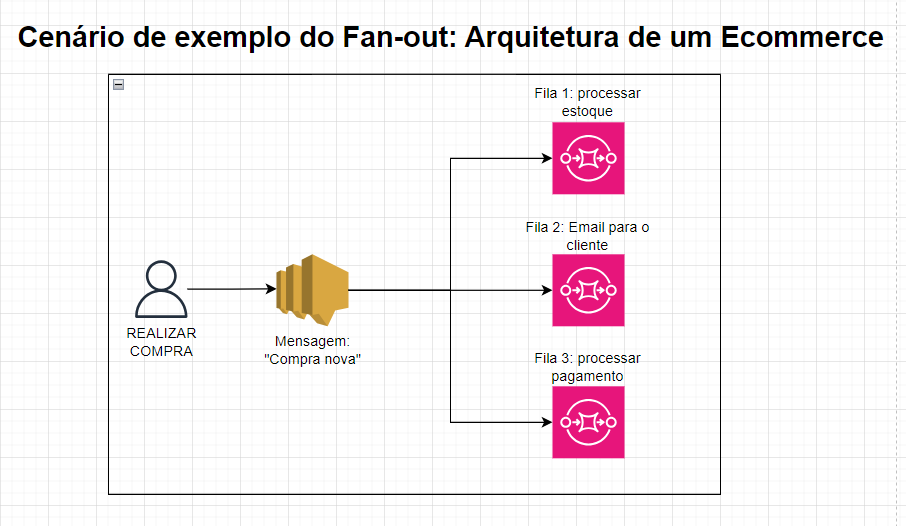 Cenário de exemplo do Fan-out: Arquitetura de um Ecommerce
Fila 1: processar
estoque
Fila 2: Email para o
cliente
REALIZAR
COMPRA
Mensagem:
"Compra nova"
Fila 3: processar
pagamento